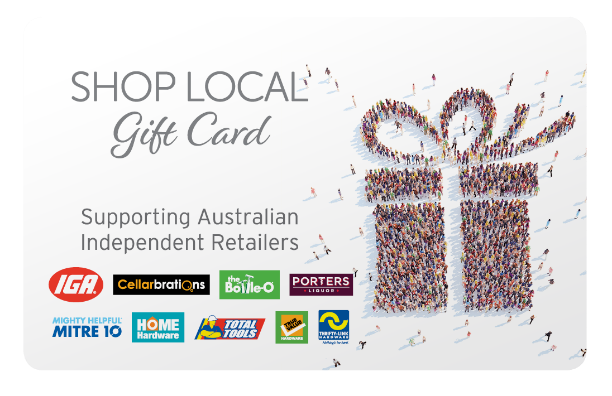 SHOP LOCAL
Gift Card
Supporting Australian
Independent Retailers
IGA
Cellarbrations
the Bottle-O
PORTERS
LIQUOR
MIGHTY HELPFUL
MITRE 10
HOME
Hardware
TOTAL
TOOLS
HARDWARE
THRIFTY-LINK
HARDWARE